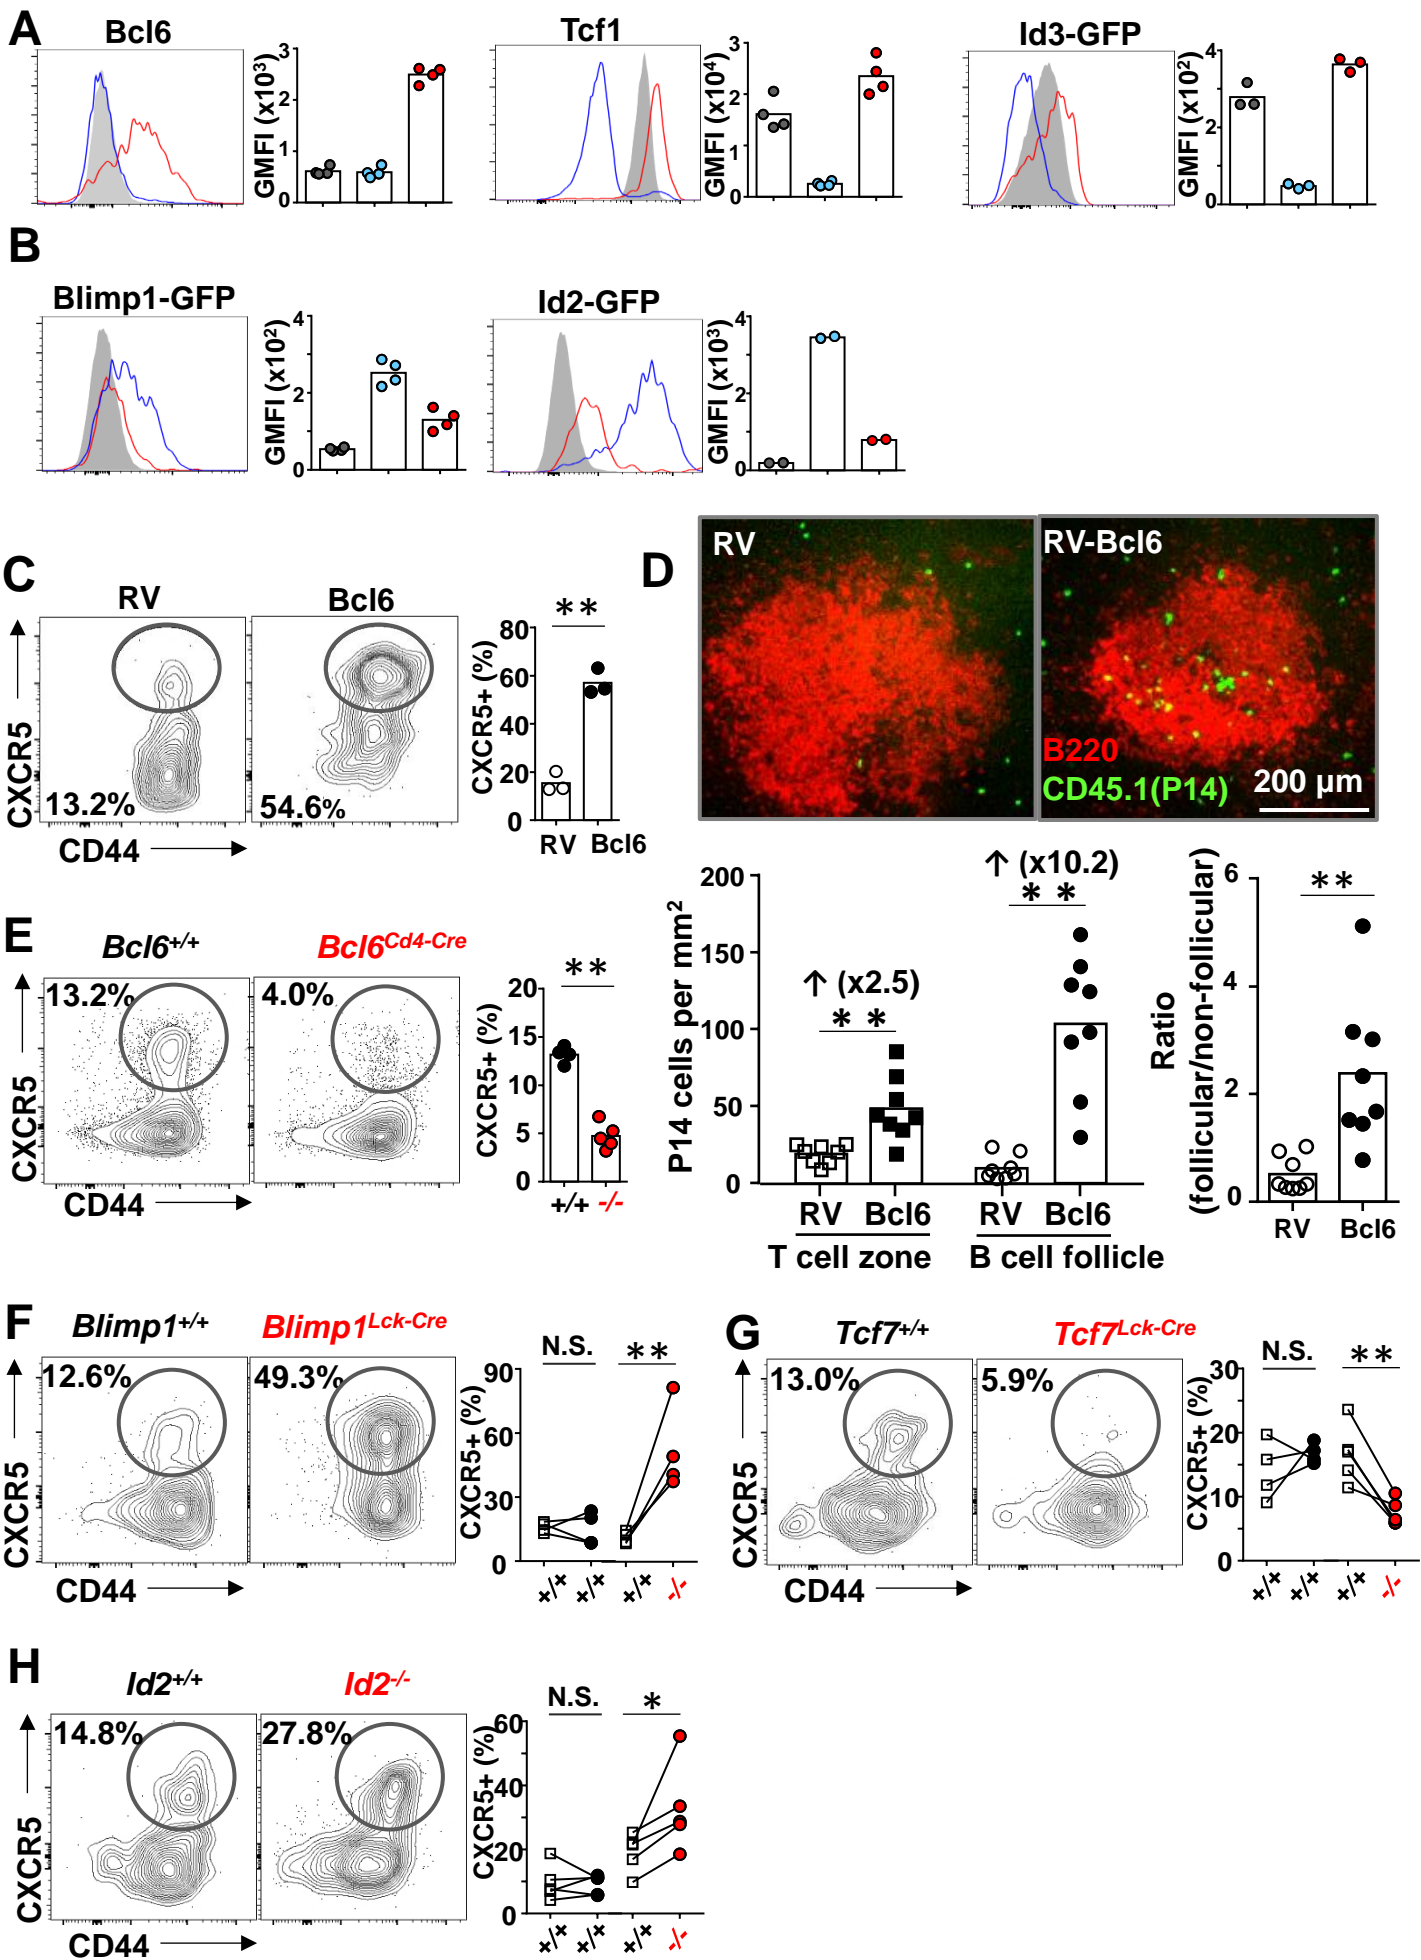 A
Bcl6
GMFI (x10³)
3
2
1
0
Tcf1
GMFI (x10⁴)
3
2
1
0
Id3-GFP
GMFI (x10²)
4
2
0
B
Blimp1-GFP
GMFI (x10²)
4
2
0
Id2-GFP
GMFI (x10³)
4
2
0
C
RV
Bcl6
CXCR5
13.2%
54.6%
CD44
CXCR5+ (%)
80
60
40
20
0
**
RV Bcl6
D
RV
RV-Bcl6
B220
CD45.1(P14)
200 µm
P14 cells per mm²
200
150
100
50
0
↑ (x2.5)
**
↑ (x10.2)
**
RV Bcl6 RV Bcl6
T cell zone B cell follicle
Ratio
(follicular/non-follicular)
6
4
2
0
**
RV Bcl6
E
Bcl6+/+
Bcl6Cd4-Cre
13.2%
4.0%
CXCR5
CD44
CXCR5+ (%)
20
15
10
5
0
**
+/+ -/-
F
Blimp1+/+
Blimp1Lck-Cre
12.6%
49.3%
CXCR5
CD44
CXCR5+ (%)
90
60
30
0
N.S. **
+/+ +/+ +/+ -/-
G
Tcf7+/+
Tcf7Lck-Cre
13.0%
5.9%
CXCR5
CD44
CXCR5+ (%)
30
20
10
0
N.S. **
+/+ +/+ +/+ -/-
H
Id2+/+
Id2-/-
14.8%
27.8%
CXCR5
CD44
CXCR5+ (%)
60
40
20
0
N.S. *
+/+ +/+ +/+ -/-